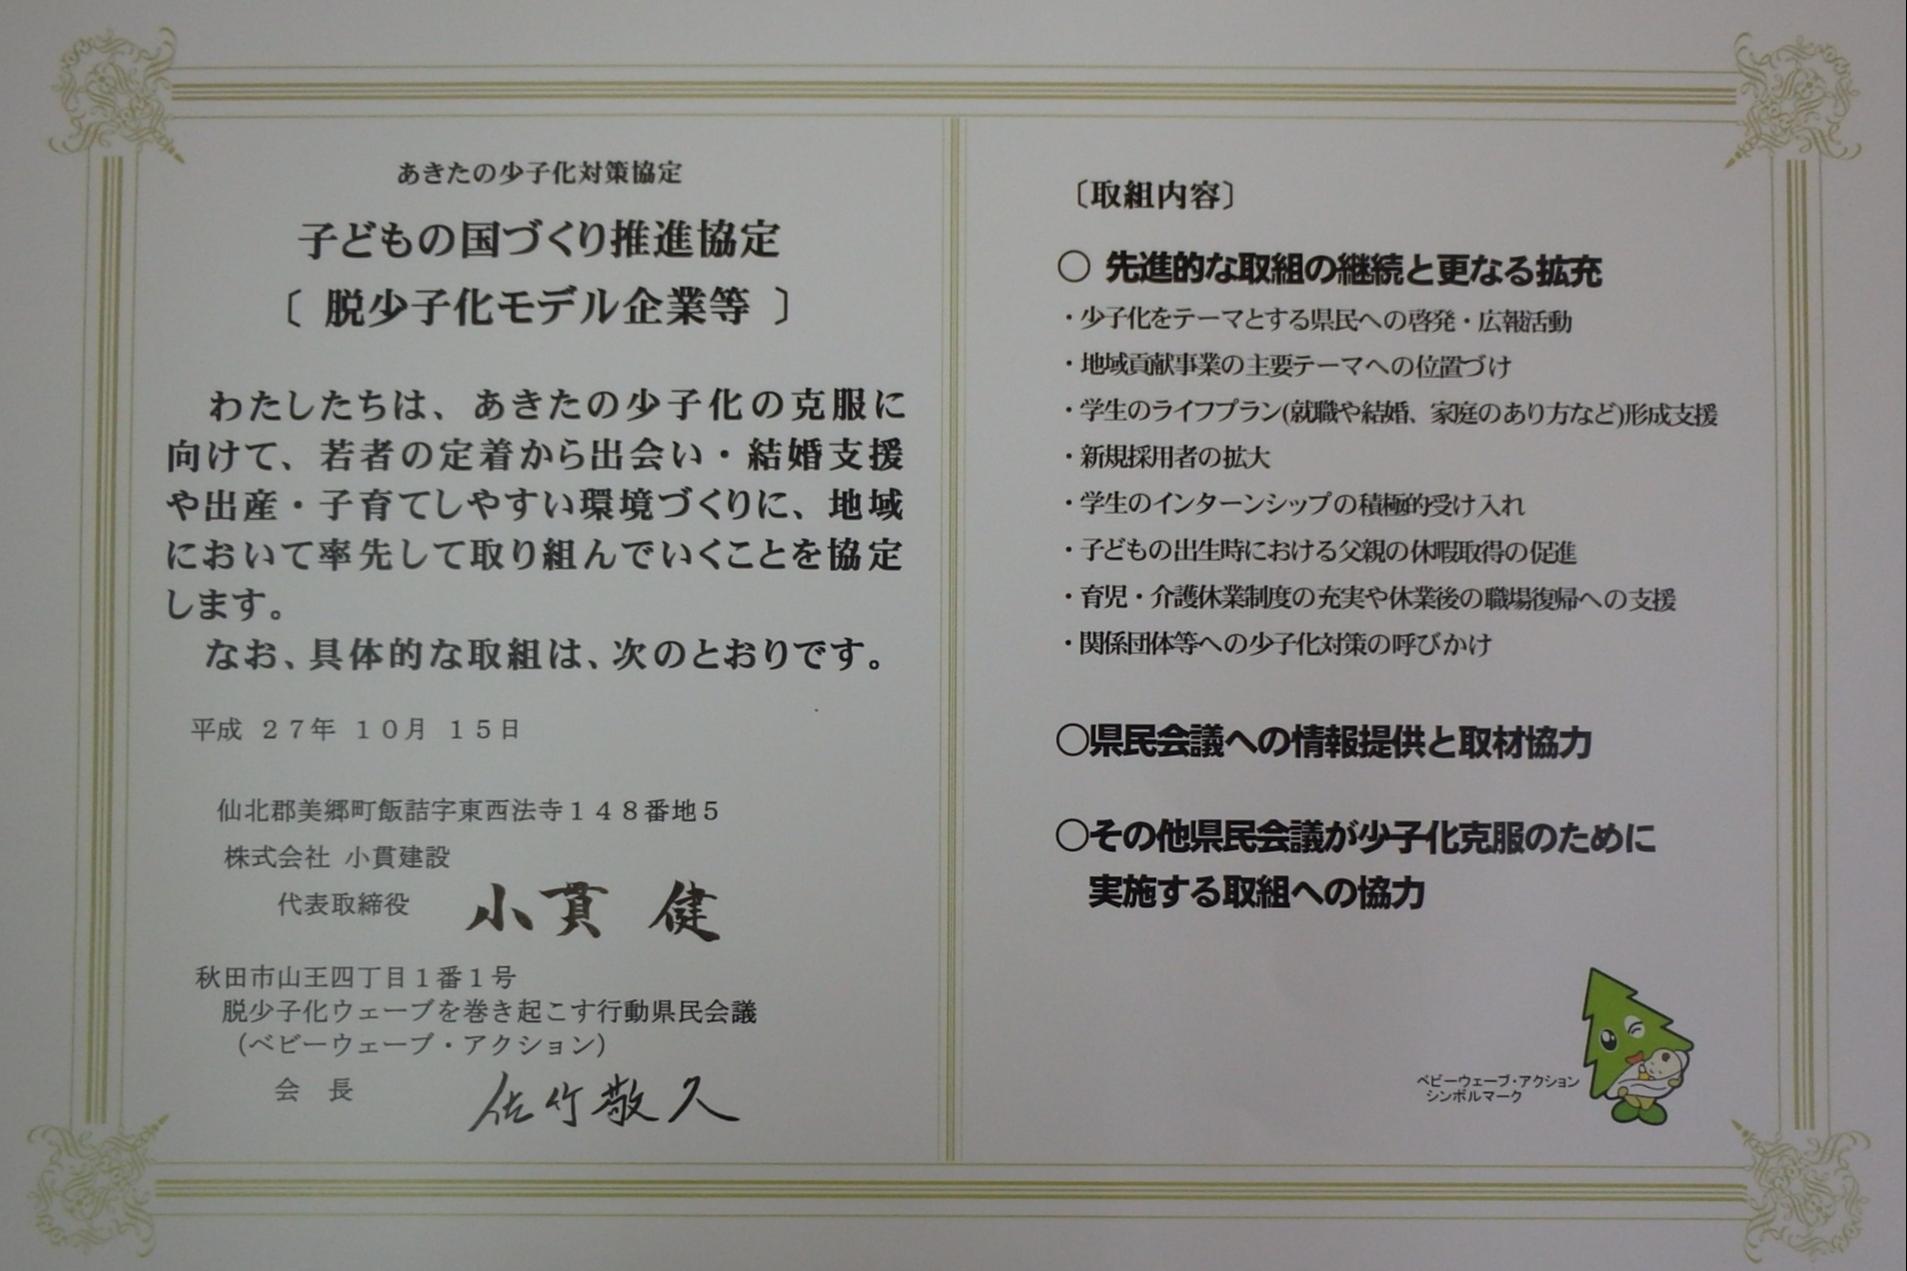 あきたの少子化対策協定
子どもの国づくり推進協定
〔 脱少子化モデル企業等 〕
わたしたちは、あきたの少子化の克服に
向けて、若者の定着から出会い・結婚支援
や出産・子育てしやすい環境づくりに、地域
において率先して取り組んでいくことを協定
します。
なお、具体的な取組は、次のとおりです。
平成 27年 10月 15日
仙北郡美郷町飯詰字東西法寺148番地5
株式会社 小貫建設
代表取締役 小貫 健
秋田市山王四丁目1番1号
脱少子化ウェーブを巻き起こす行動県民会議
(ベビーウェーブ・アクション)
会 長 佐竹敬久
〔取組内容〕
○ 先進的な取組の継続と更なる拡充
・少子化をテーマとする県民への啓発・広報活動
・地域貢献事業の主要テーマへの位置づけ
・学生のライフプラン(就職や結婚、家庭のあり方など)形成支援
・新規採用者の拡大
・学生のインターンシップの積極的受け入れ
・子どもの出生時における父親の休暇取得の促進
・育児・介護休業制度の充実や休業後の職場復帰への支援
・関係団体等への少子化対策の呼びかけ
○県民会議への情報提供と取材協力
○その他県民会議が少子化克服のために
実施する取組への協力
ベビーウェーブ・アクション
シンボルマーク